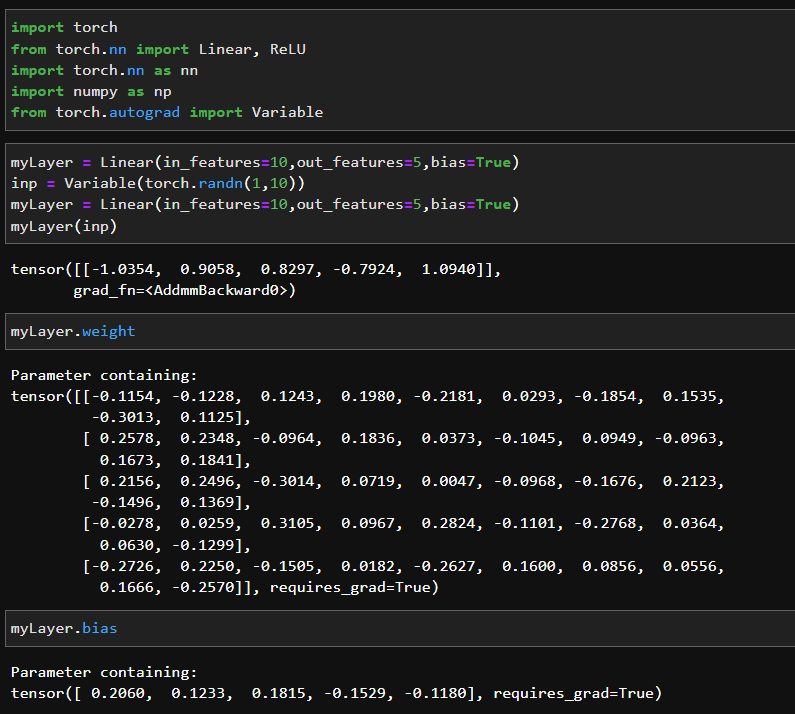 import torch
from torch.nn import Linear, ReLU
import torch.nn as nn
import numpy as np
from torch.autograd import Variable
myLayer = Linear(in_features=10,out_features=5,bias=True)
inp = Variable(torch.randn(1,10))
myLayer = Linear(in_features=10,out_features=5,bias=True)
myLayer(inp)
tensor([[-1.0354,  0.9058,  0.8297, -0.7924,  1.0940]],
       grad_fn=<AddmmBackward0>)
myLayer.weight
Parameter containing:
tensor([[-0.1154, -0.1228,  0.1243,  0.1980, -0.2181,  0.0293, -0.1854,  0.1535,
         -0.3013,  0.1125],
        [ 0.2578,  0.2348, -0.0964,  0.1836,  0.0373, -0.1045,  0.0949, -0.0963,
          0.1673,  0.1841],
        [ 0.2156,  0.2496, -0.3014,  0.0719,  0.0047, -0.0968, -0.1676,  0.2123,
         -0.1496,  0.1369],
        [-0.0278,  0.0259,  0.3105,  0.0967,  0.2824, -0.1101, -0.2768,  0.0364,
          0.0630, -0.1299],
        [-0.2726,  0.2250, -0.1505,  0.0182, -0.2627,  0.1600,  0.0856,  0.0556,
          0.1666, -0.2570]], requires_grad=True)
myLayer.bias
Parameter containing:
tensor([ 0.2060,  0.1233,  0.1815, -0.1529, -0.1180], requires_grad=True)